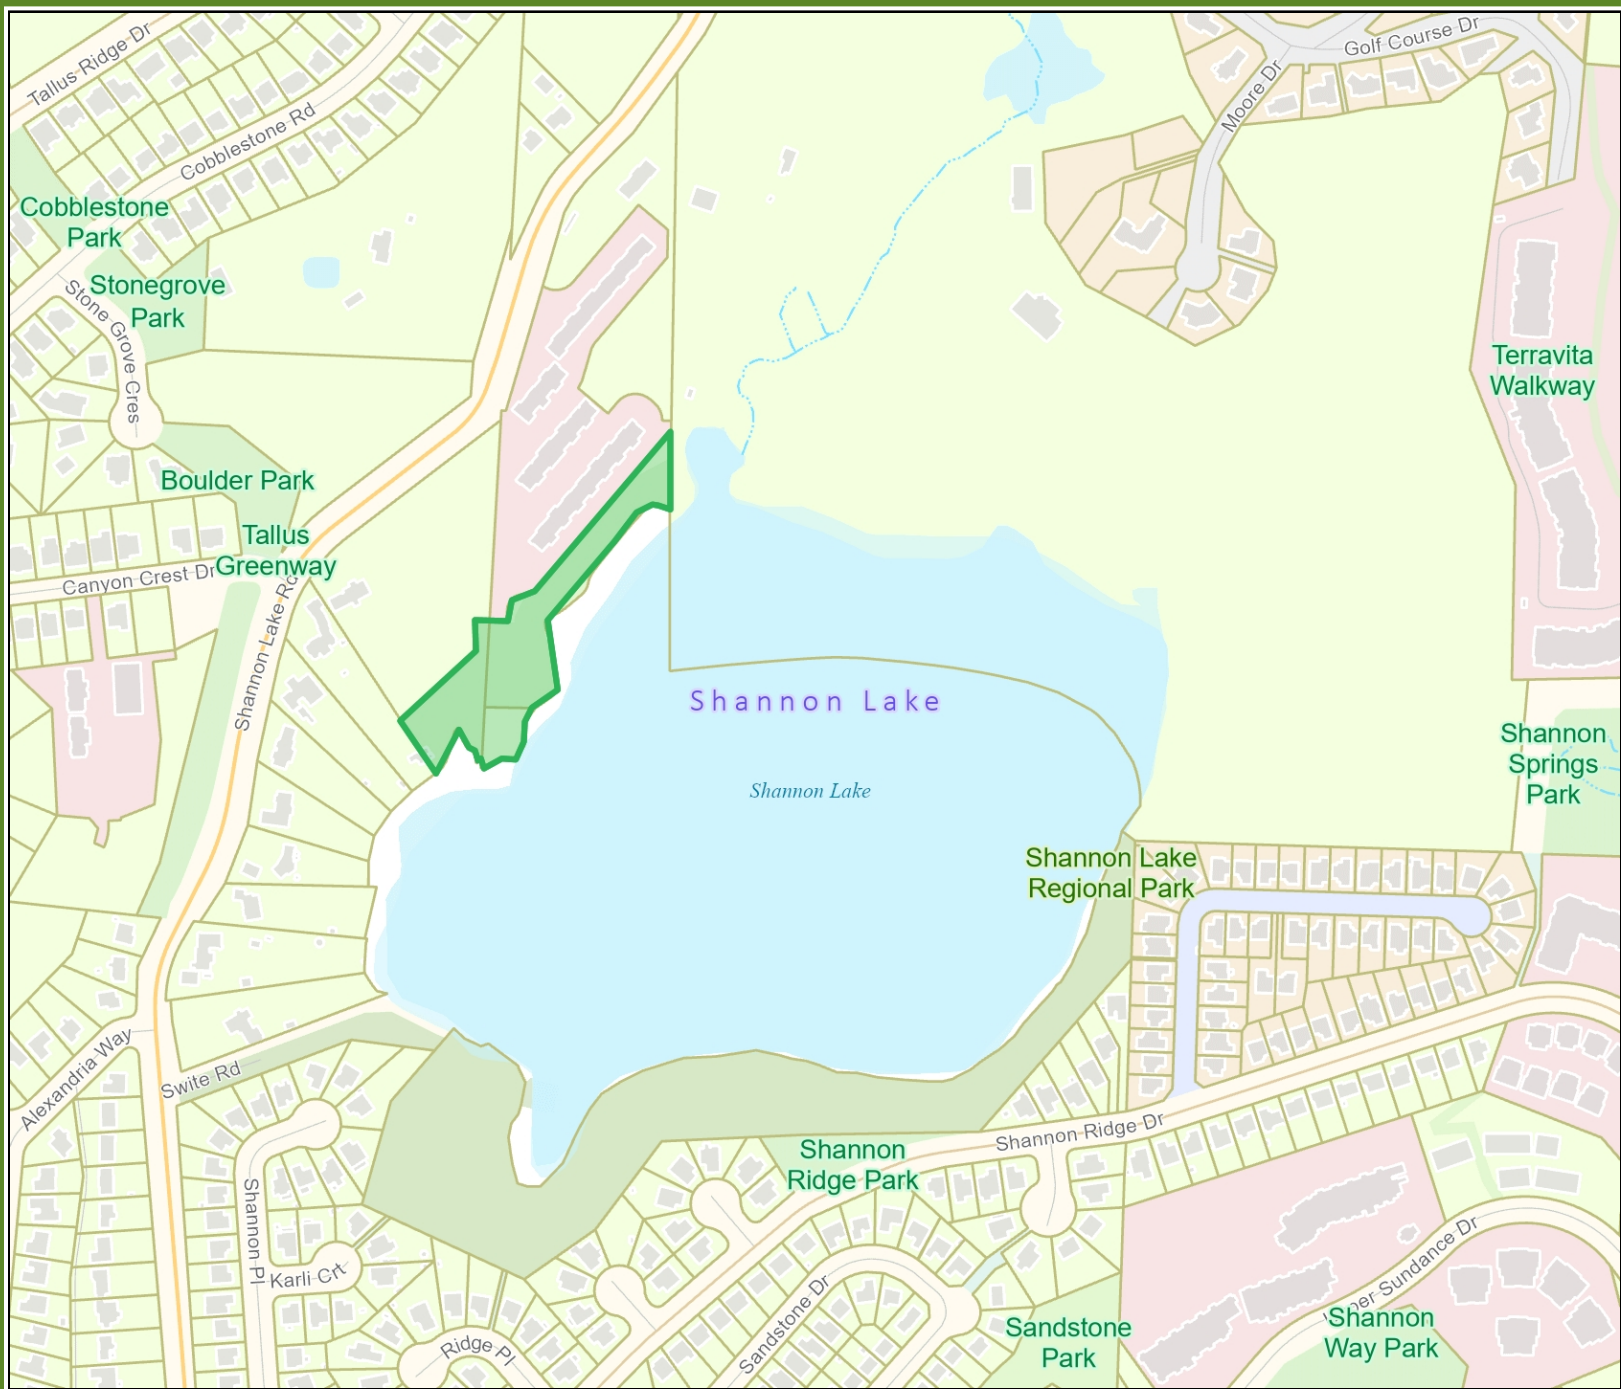 Tallus Ridge Dr
Golf Course Dr
Moore Dr
Cobblestone Rd
Cobblestone
Park
Stonegrove
Park
Stone Grove Cres
Terravita
Walkway
Boulder Park
Tallus
Greenway
Canyon Crest Dr
Shannon Lake Rd
Shannon Lake
Shannon Lake
Shannon
Springs
Park
Shannon Lake
Regional Park
Alexandria Way
Swite Rd
Shannon Ridge Dr
Shannon
Ridge Park
Shannon Pl
Karli Crt
Ridge Pl
Sandstone Dr
Sandstone
Park
per Sundance Dr
Shannon
Way Park